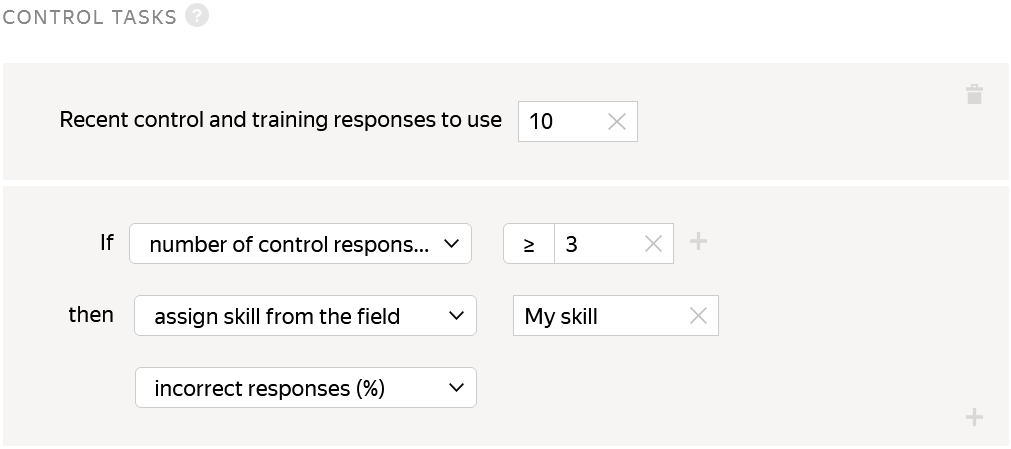 CONTROL TASKS ?
Recent control and training responses to use 10
If number of control respons... ≥ 3
then assign skill from the field My skill
incorrect responses (%)